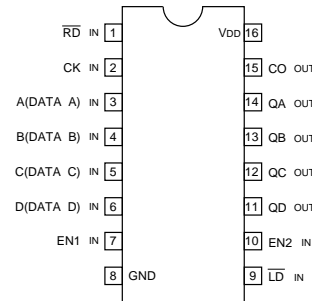 R̅D̅ IN 1
CK IN 2
A(DATA A) IN 3
B(DATA B) IN 4
C(DATA C) IN 5
D(DATA D) IN 6
EN1 IN 7
8 GND
VDD 16
15 CO OUT
14 QA OUT
13 QB OUT
12 QC OUT
11 QD OUT
10 EN2 IN
9 L̅D̅ IN